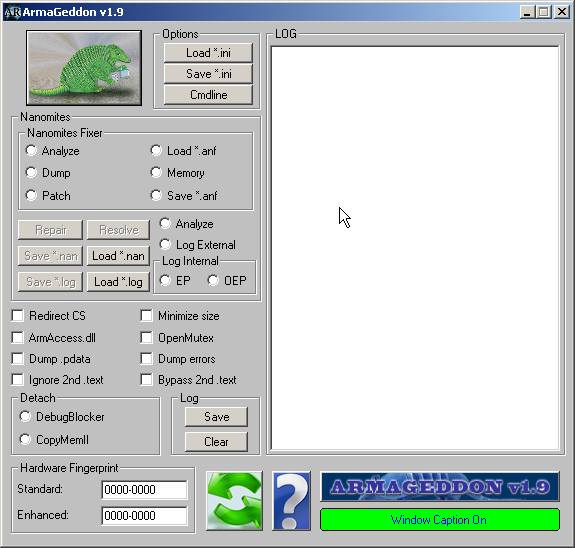 ArmaGeddon v1.9
Options
Load *.ini
Save *.ini
Cmdline
LOG
Nanomites
Nanomites Fixer
Analyze
Load *.anf
Dump
Memory
Patch
Save *.anf
Repair
Resolve
Analyze
Save *.nan
Load *.nan
Log External
Save *.log
Load *.log
Log Internal
EP
OEP
Redirect CS
Minimize size
ArmAccess.dll
OpenMutex
Dump .pdata
Dump errors
Ignore 2nd .text
Bypass 2nd .text
Detach
DebugBlocker
CopyMemII
Log
Save
Clear
Hardware Fingerprint
Standard:
0000-0000
Enhanced:
0000-0000
ARMAGEDDON v1.9
Window Caption On